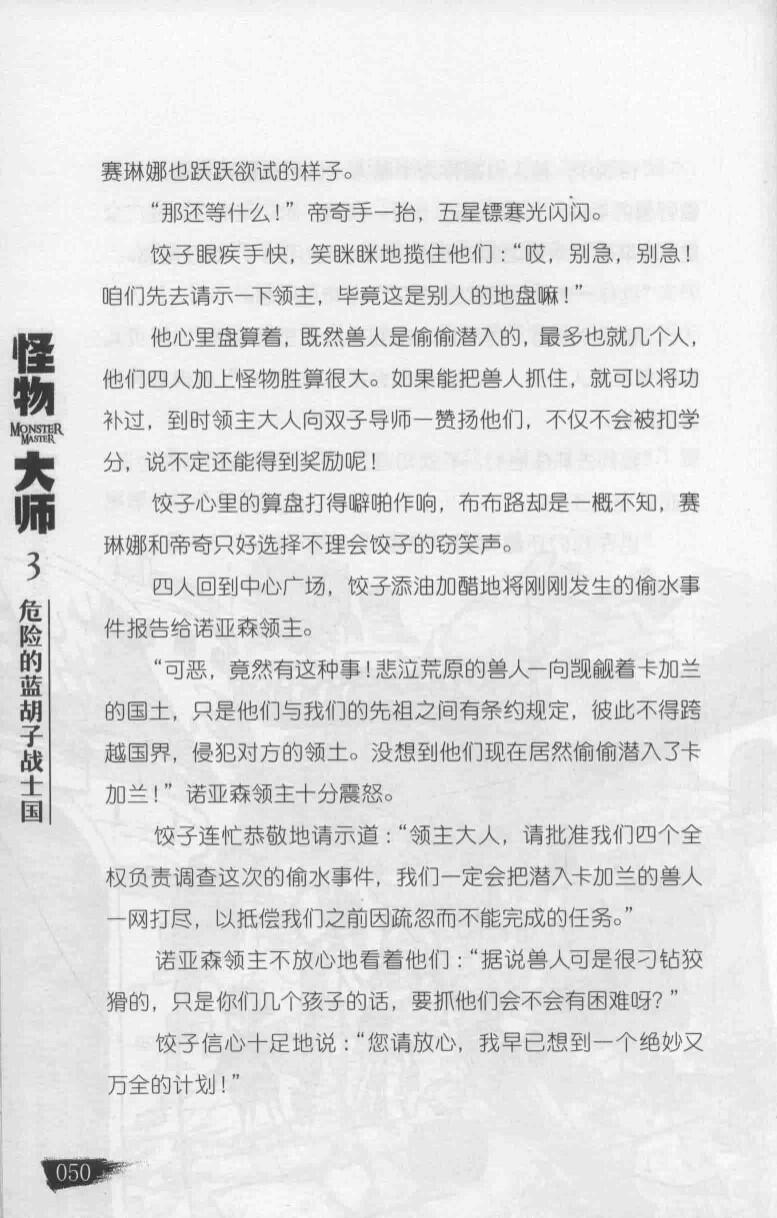 赛琳娜也跃跃欲试的样子。
“那还等什么！”帝奇手一抬，五星镖寒光闪闪。
饺子眼疾手快，笑眯眯地揽住他们：“哎，别急，别急！
咱们先去请示一下领主，毕竟这是别人的地盘嘛！”
他心里盘算着，既然兽人是偷偷潜入的，最多也就几个人，
他们四人加上怪物胜算很大。如果能把兽人抓住，就可以将功
补过，到时领主大人向双子导师一赞扬他们，不仅不会被扣学
分，说不定还能得到奖励呢！
饺子心里的算盘打得噼啪作响，布布路却是一概不知，赛
琳娜和帝奇只好选择不理会饺子的窃笑声。
四人回到中心广场，饺子添油加醋地将刚刚发生的偷水事
件报告给诺亚森领主。
“可恶，竟然有这种事！悲泣荒原的兽人一向觊觎着卡加兰
的国土，只是他们与我们的先祖之间有条约规定，彼此不得跨
越国界，侵犯对方的领土。没想到他们现在居然偷偷潜入了卡
加兰！”诺亚森领主十分震怒。
饺子连忙恭敬地请示道：“领主大人，请批准我们四个全
权负责调查这次的偷水事件，我们一定会把潜入卡加兰的兽人
一网打尽，以抵偿我们之前因疏忽而不能完成的任务。”
诺亚森领主不放心地看着他们：“据说兽人可是很刁钻狡
猾的，只是你们几个孩子的话，要抓他们会不会有困难呀？”
饺子信心十足地说：“您请放心，我早已想到一个绝妙又
万全的计划！”
怪物
MONSTER
MASTER
大师
3
危险的蓝胡子战士国
050